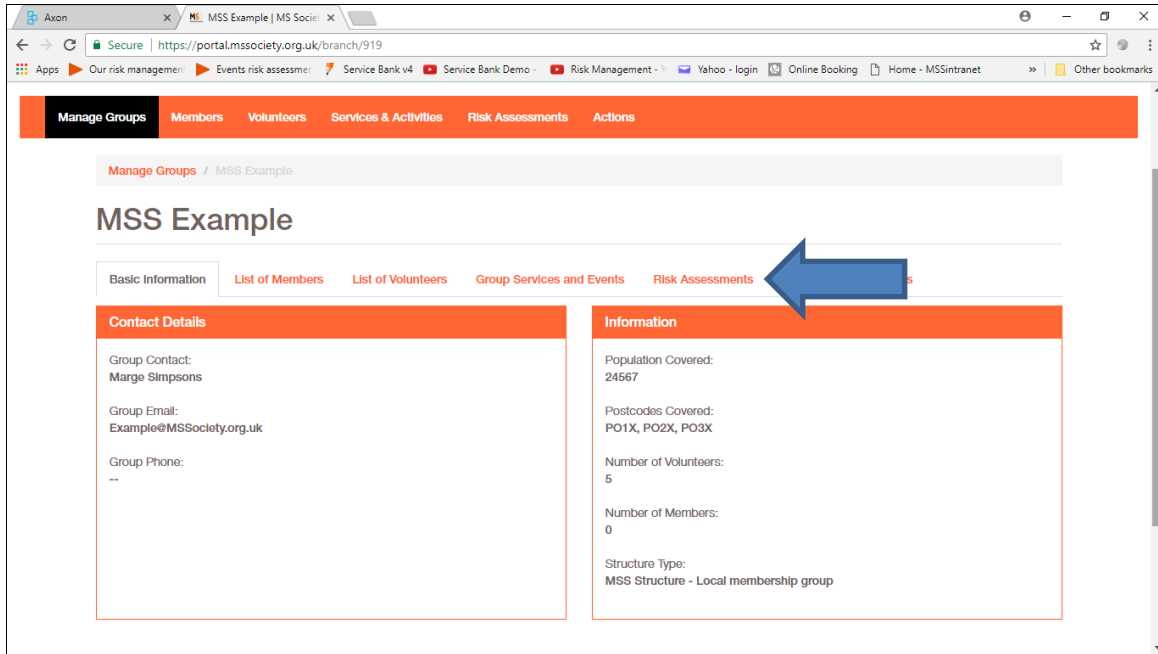 Axon
MS MSS Example | MS Societ
Secure | https://portal.mssociety.org.uk/branch/919
Apps Our risk management Events risk assessmen Service Bank v4 Service Bank Demo - Risk Management - Y Yahoo - login Online Booking Home - MSSintranet » Other bookmarks
Manage Groups Members Volunteers Services & Activities Risk Assessments Actions
Manage Groups / MSS Example
MSS Example
Basic Information List of Members List of Volunteers Group Services and Events Risk Assessments s
Contact Details
Group Contact:
Marge Simpsons
Group Email:
Example@MSSociety.org.uk
Group Phone:
--
Information
Population Covered:
24567
Postcodes Covered:
PO1X, PO2X, PO3X
Number of Volunteers:
5
Number of Members:
0
Structure Type:
MSS Structure - Local membership group